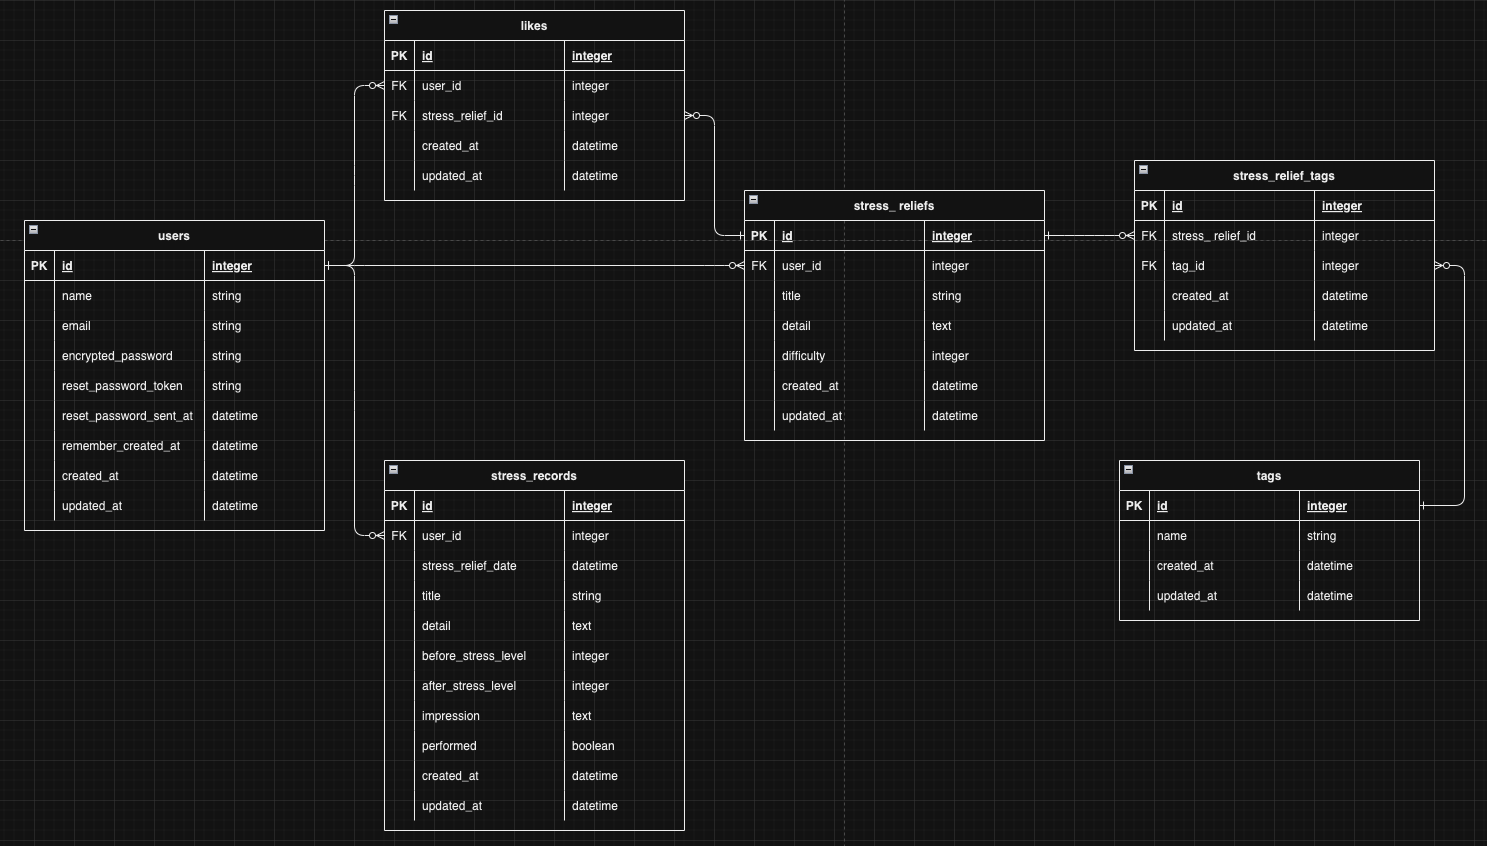 likes
PK id integer
FK user_id integer
FK stress_relief_id integer
created_at datetime
updated_at datetime
users
PK id integer
name string
email string
encrypted_password string
reset_password_token string
reset_password_sent_at datetime
remember_created_at datetime
created_at datetime
updated_at datetime
stress_ reliefs
PK id integer
FK user_id integer
title string
detail text
difficulty integer
created_at datetime
updated_at datetime
stress_relief_tags
PK id integer
FK stress_ relief_id integer
FK tag_id integer
created_at datetime
updated_at datetime
stress_records
PK id integer
FK user_id integer
stress_relief_date datetime
title string
detail text
before_stress_level integer
after_stress_level integer
impression text
performed boolean
created_at datetime
updated_at datetime
tags
PK id integer
name string
created_at datetime
updated_at datetime